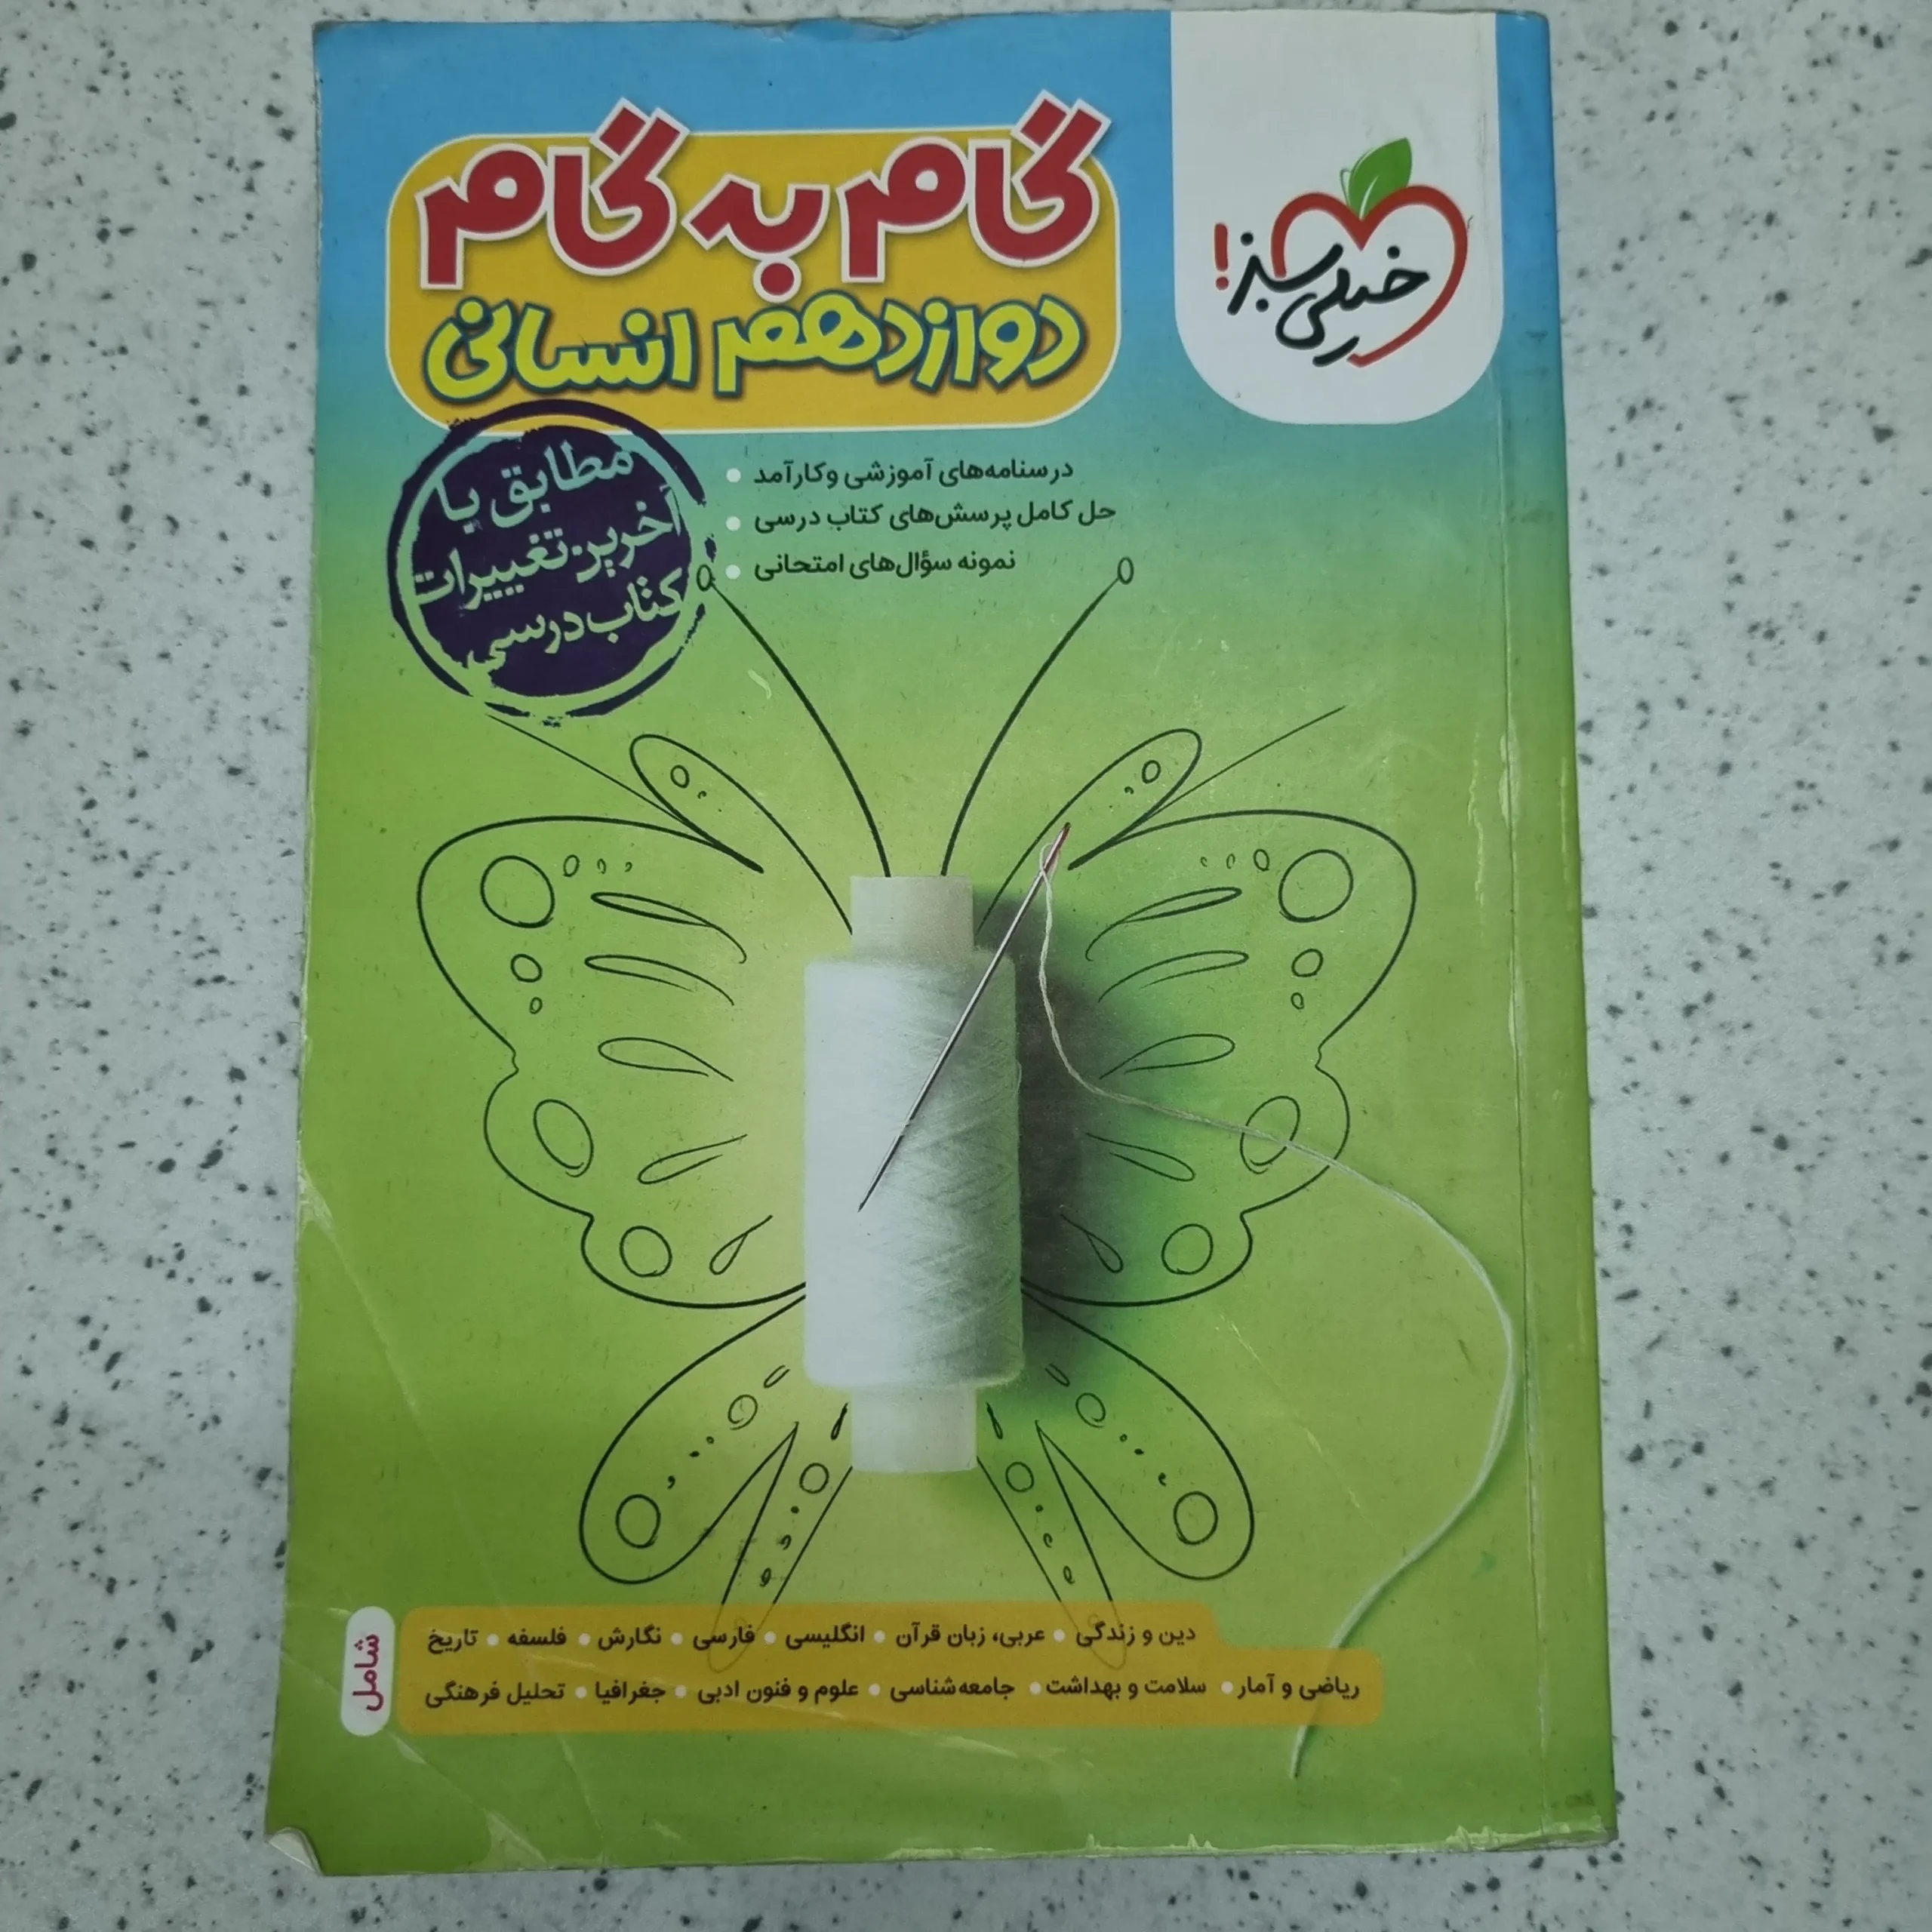 خیلی سبز!
گام به گام
دوازدهم انسانی
مطابق با
آخرین تغییرات
کتاب درسی
درسنامه‌های آموزشی وکارآمد
حل کامل پرسش‌های کتاب درسی
نمونه سؤال‌های امتحانی
شامل
دین و زندگی • عربی، زبان قرآن • انگلیسی • فارسی • نگارش • فلسفه • تاریخ
ریاضی و آمار • سلامت و بهداشت • جامعه‌شناسی • علوم و فنون ادبی • جغرافیا • تحلیل فرهنگی